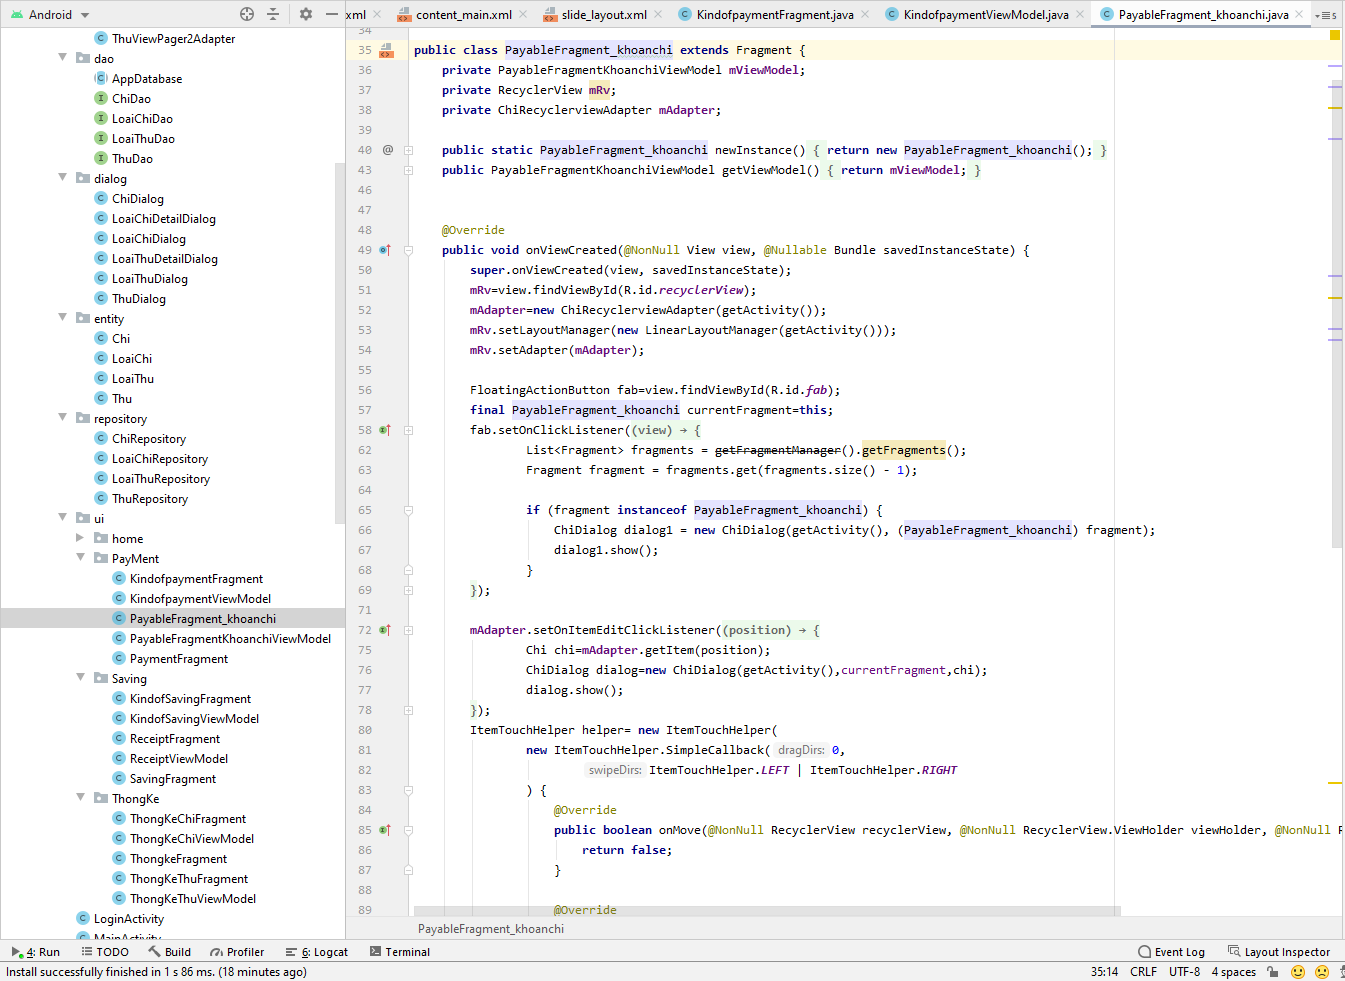 Android
xml
content_main.xml
slide_layout.xml
KindofpaymentFragment.java
KindofpaymentViewModel.java
PayableFragment_khoanchi.java
5
ThuViewPager2Adapter
dao
AppDatabase
ChiDao
LoaiChiDao
LoaiThuDao
ThuDao
dialog
ChiDialog
LoaiChiDetailDialog
LoaiChiDialog
LoaiThuDetailDialog
LoaiThuDialog
ThuDialog
entity
Chi
LoaiChi
LoaiThu
Thu
repository
ChiRepository
LoaiChiRepository
LoaiThuRepository
ThuRepository
ui
home
PayMent
KindofpaymentFragment
KindofpaymentViewModel
PayableFragment_khoanchi
PayableFragmentKhoanchiViewModel
PaymentFragment
Saving
KindofSavingFragment
KindofSavingViewModel
ReceiptFragment
ReceiptViewModel
SavingFragment
ThongKe
ThongKeChiFragment
ThongKeChiViewModel
ThongkeFragment
ThongKeThuFragment
ThongKeThuViewModel
LoginActivity
MainActivity
34
35 public class PayableFragment_khoanchi extends Fragment {
36 private PayableFragmentKhoanchiViewModel mViewModel;
37 private RecyclerView mRv;
38 private ChiRecyclerviewAdapter mAdapter;
39
40 @ public static PayableFragment_khoanchi newInstance() { return new PayableFragment_khoanchi(); }
43 public PayableFragmentKhoanchiViewModel getViewModel() { return mViewModel; }
46
47
48 @Override
49 public void onViewCreated(@NonNull View view, @Nullable Bundle savedInstanceState) {
50 super.onViewCreated(view, savedInstanceState);
51 mRv=view.findViewById(R.id.recyclerView);
52 mAdapter=new ChiRecyclerviewAdapter(getActivity());
53 mRv.setLayoutManager(new LinearLayoutManager(getActivity()));
54 mRv.setAdapter(mAdapter);
55
56 FloatingActionButton fab=view.findViewById(R.id.fab);
57 final PayableFragment_khoanchi currentFragment=this;
58 fab.setOnClickListener((view) → {
62 List<Fragment> fragments = getFragmentManager().getFragments();
63 Fragment fragment = fragments.get(fragments.size() - 1);
64
65 if (fragment instanceof PayableFragment_khoanchi) {
66 ChiDialog dialog1 = new ChiDialog(getActivity(), (PayableFragment_khoanchi) fragment);
67 dialog1.show();
68 }
69 });
71
72 mAdapter.setOnItemEditClickListener((position) → {
75 Chi chi=mAdapter.getItem(position);
76 ChiDialog dialog=new ChiDialog(getActivity(),currentFragment,chi);
77 dialog.show();
78 });
80 ItemTouchHelper helper= new ItemTouchHelper(
81 new ItemTouchHelper.SimpleCallback( dragDirs: 0,
82 swipeDirs: ItemTouchHelper.LEFT | ItemTouchHelper.RIGHT
83 ) {
84 @Override
85 public boolean onMove(@NonNull RecyclerView recyclerView, @NonNull RecyclerView.ViewHolder viewHolder, @NonNull R
86 return false;
87 }
88
89 @Override
PayableFragment_khoanchi
4: Run
TODO
Build
Profiler
6: Logcat
Terminal
Event Log
Layout Inspector
Install successfully finished in 1 s 86 ms. (18 minutes ago)
35:14
CRLF
UTF-8
4 spaces